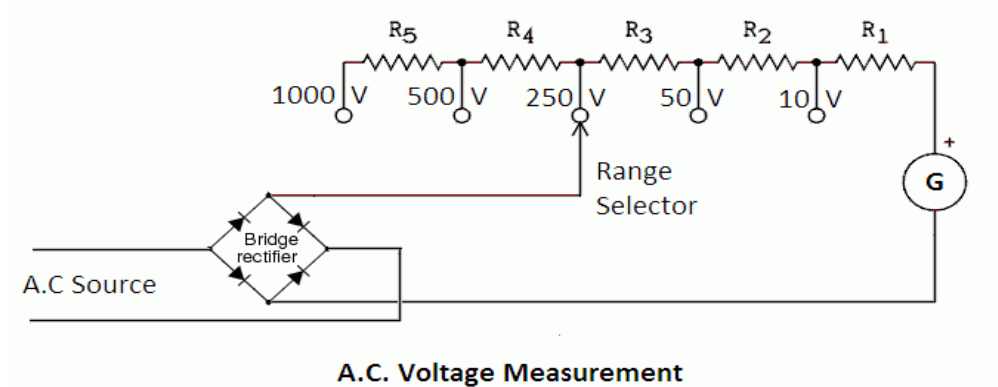 R5 R4 R3 R2 R1
1000 V 500 V 250 V 50 V 10 V
+
G
Range
Selector
Bridge
rectifier
A.C Source
A.C. Voltage Measurement